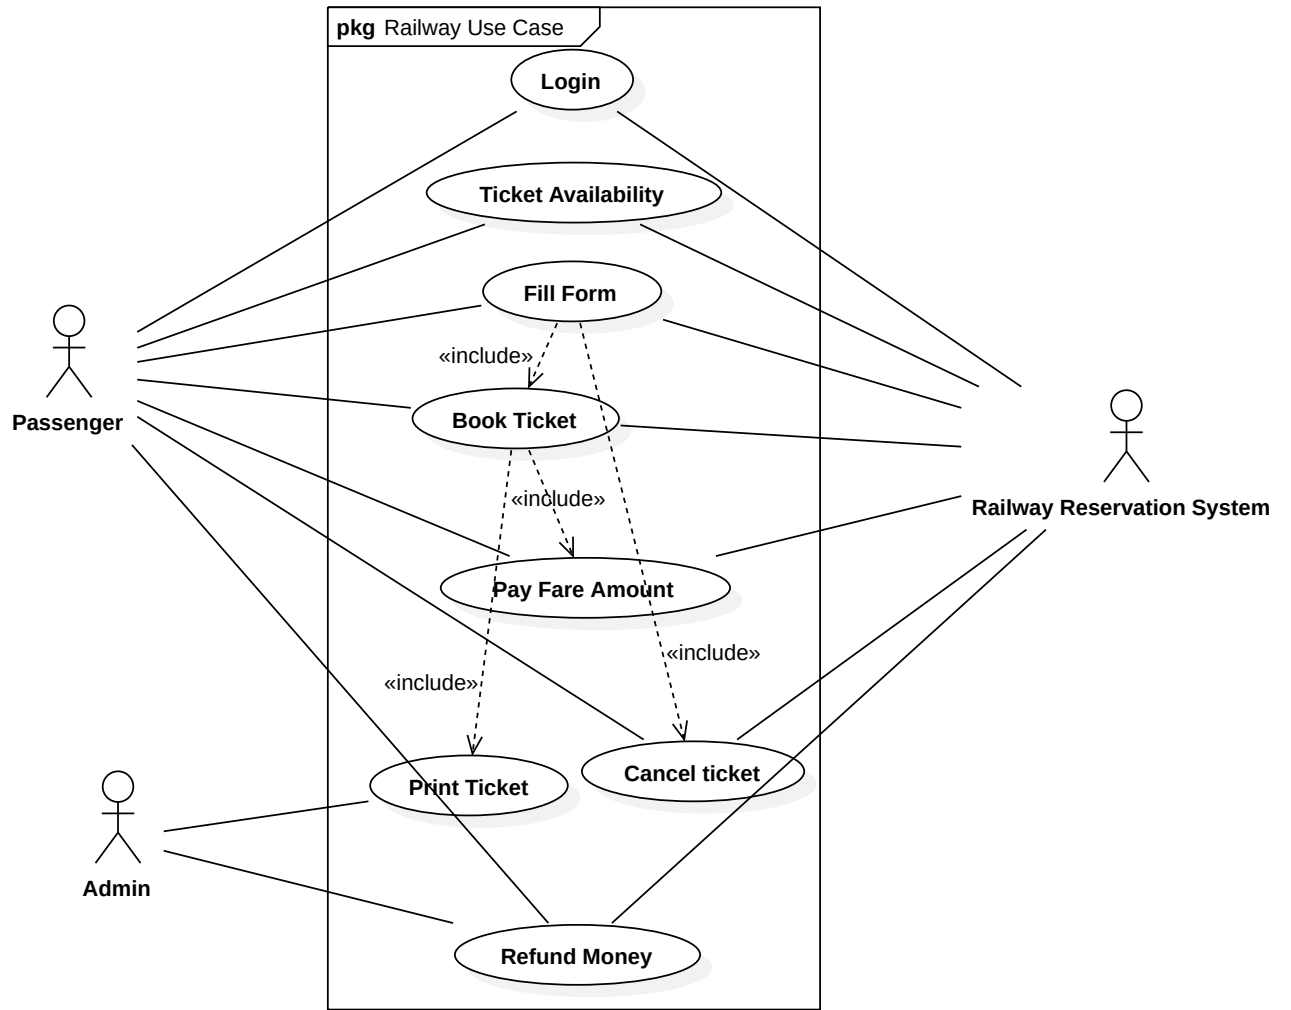 pkg Railway Use Case
Login
Ticket Availability
Fill Form
«include»
Book Ticket
Passenger
«include»
Railway Reservation System
Pay Fare Amount
«include»
«include»
Cancel ticket
Print Ticket
Admin
Refund Money